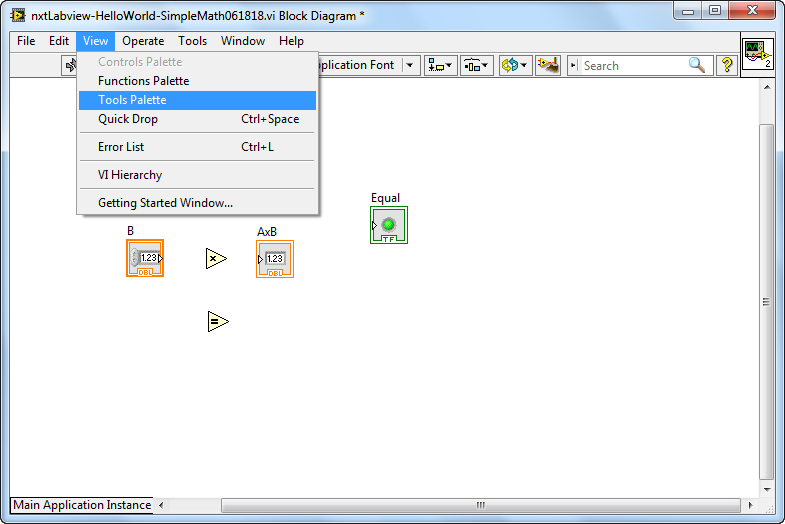 nxtLabview-HelloWorld-SimpleMath061818.vi Block Diagram *
File Edit View Operate Tools Window Help
pplication Font
Search
?
2
Controls Palette
Functions Palette
Tools Palette
Quick Drop Ctrl+Space
Error List Ctrl+L
VI Hierarchy
Getting Started Window...
Equal
TF
B
AxB
1.23
1.23
DBL
DBL
×
=
Main Application Instance